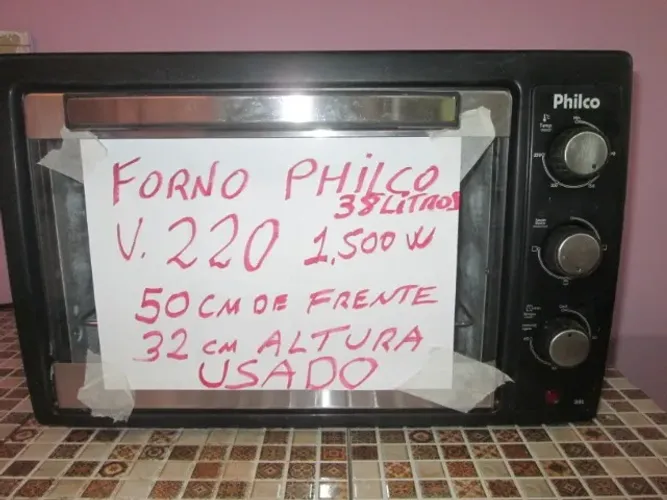 Philco
FORNO PHILCO
38 LITROS
V. 220 1,500 W
50 CM DE FRENTE
32 CM ALTURA
USADO